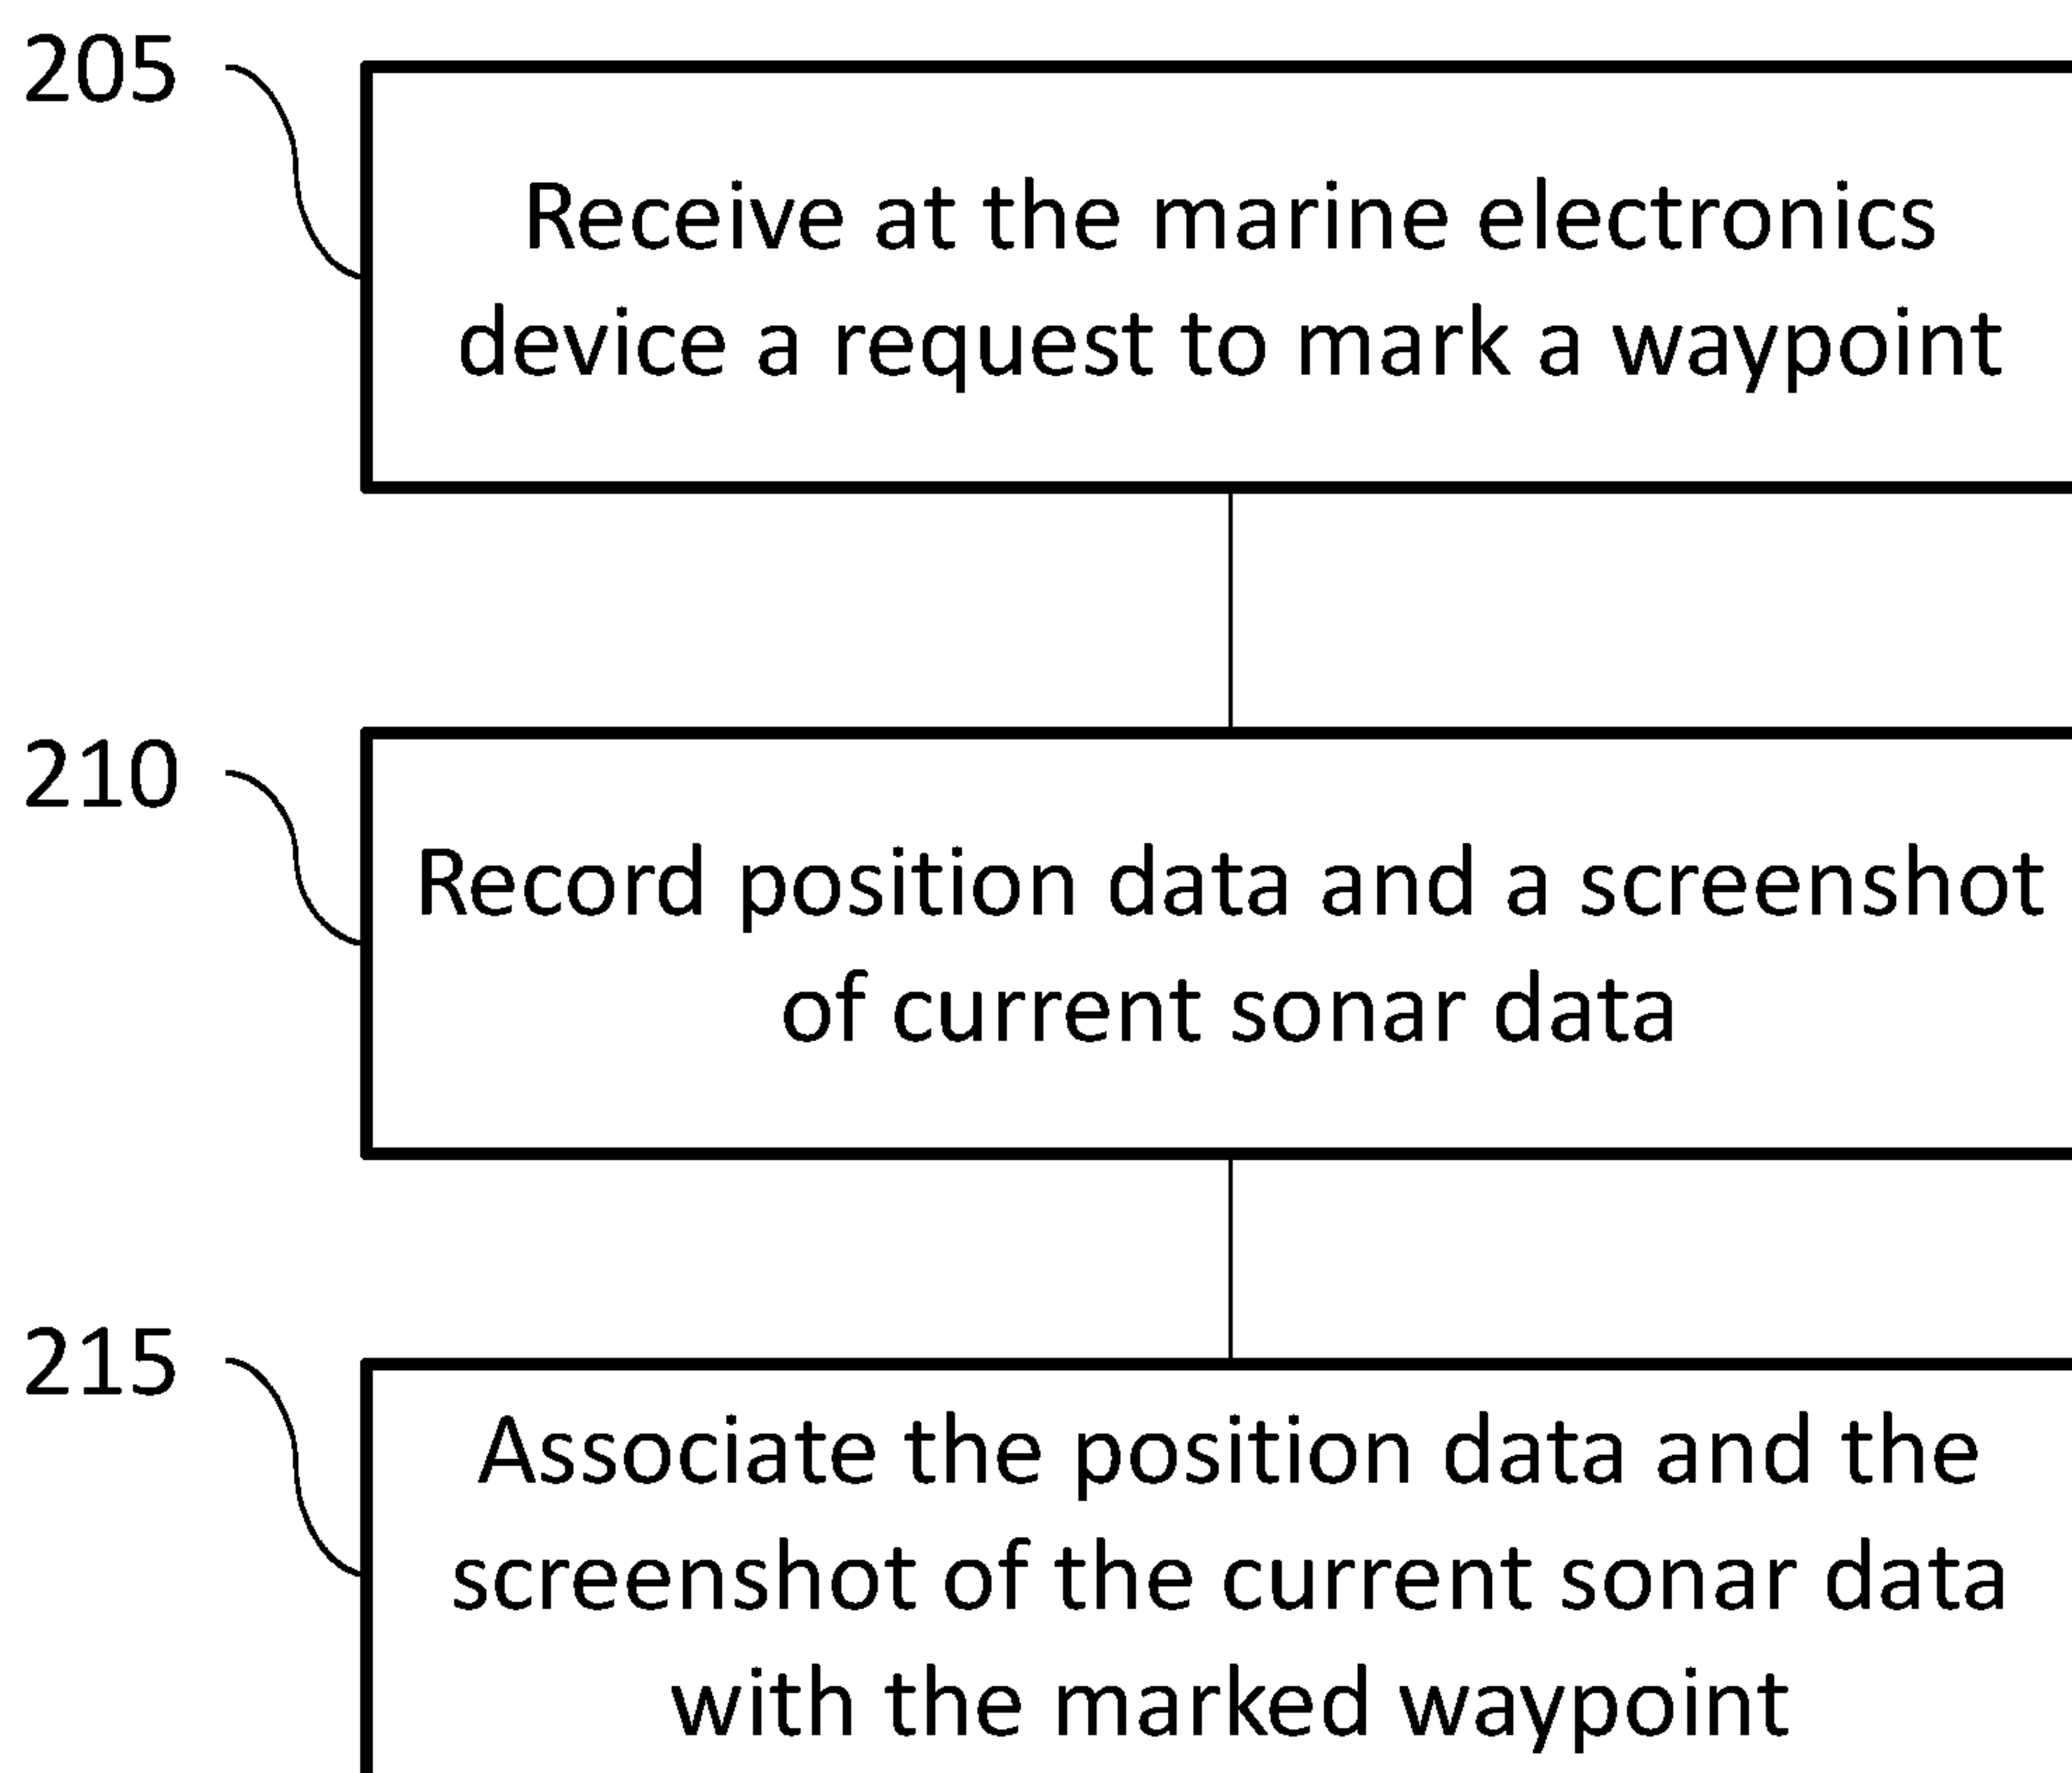 205
Receive at the marine electronics
device a request to mark a waypoint
210
Record position data and a screenshot
of current sonar data
215
Associate the position data and the
screenshot of the current sonar data
with the marked waypoint